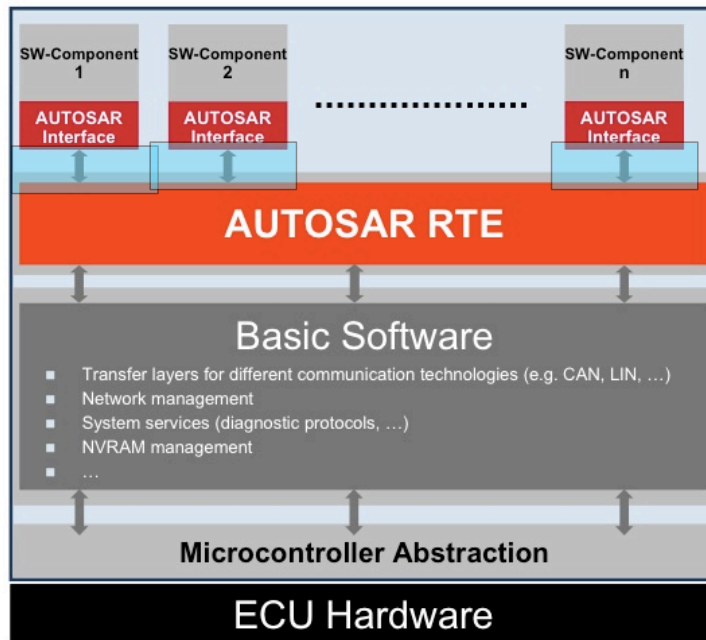 SW-Component
1
SW-Component
2
SW-Component
n
AUTOSAR
Interface
AUTOSAR
Interface
AUTOSAR
Interface
AUTOSAR RTE
Basic Software
Transfer layers for different communication technologies (e.g. CAN, LIN, …)
Network management
System services (diagnostic protocols, …)
NVRAM management
…
Microcontroller Abstraction
ECU Hardware